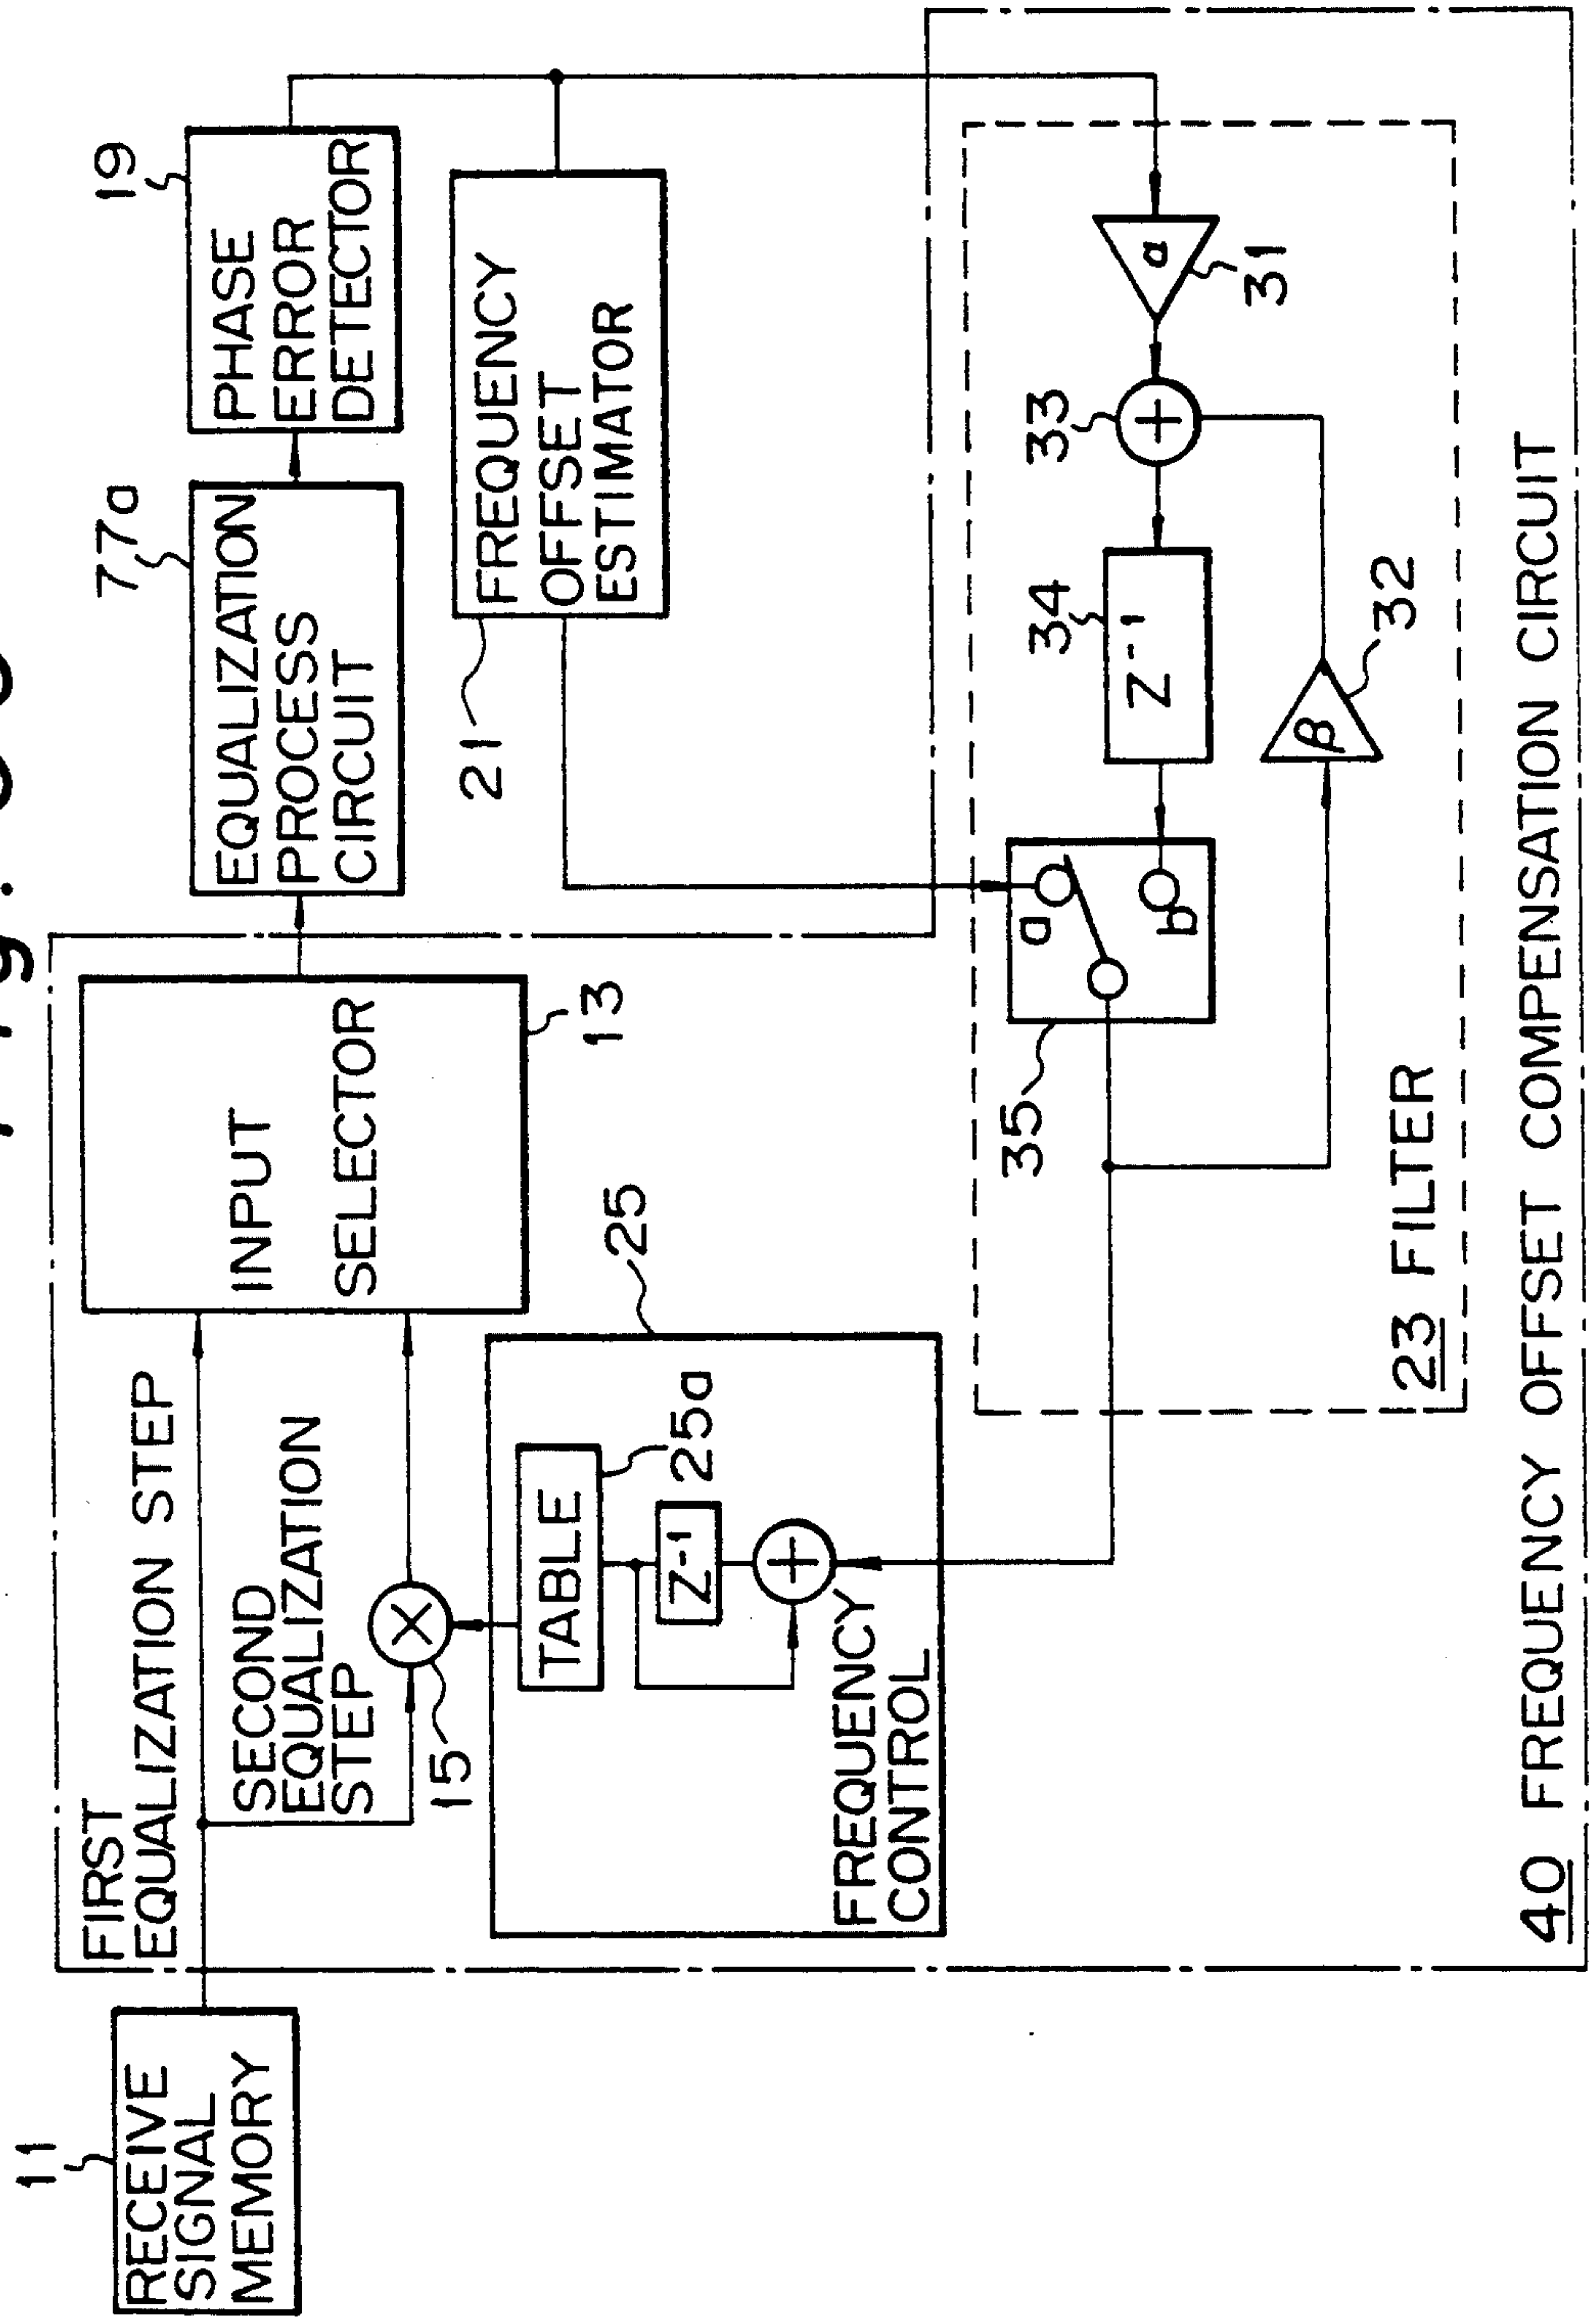 11
RECEIVE
SIGNAL
MEMORY
FIRST
EQUALIZATION STEP
SECOND
EQUALIZATION
STEP
15
INPUT
SELECTOR
13
77a
EQUALIZATION
PROCESS
CIRCUIT
19
PHASE
ERROR
DETECTOR
21
FREQUENCY
OFFSET
ESTIMATOR
25
TABLE
25a
Z-1
+
FREQUENCY
CONTROL
35
a
b
34
Z-1
33
+
α
31
β
32
23 FILTER
40 FREQUENCY OFFSET COMPENSATION CIRCUIT